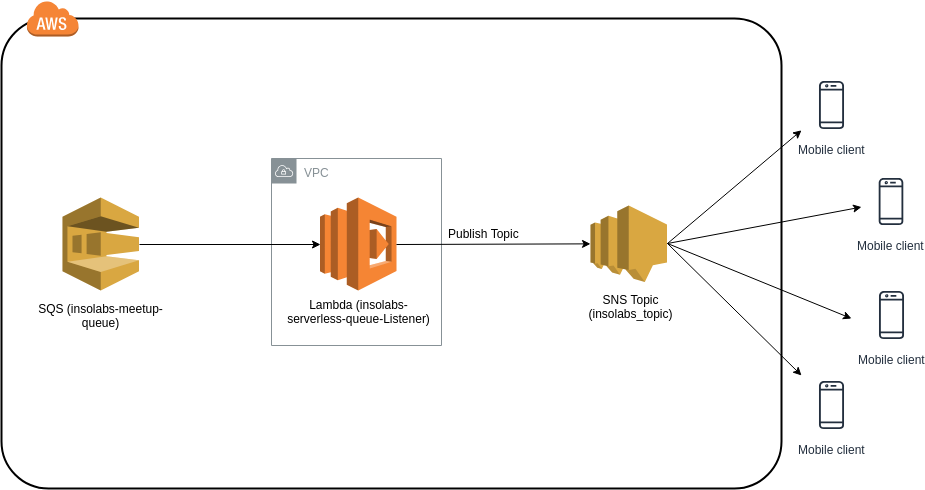 AWS
Mobile client
VPC
Publish Topic
Mobile client
SQS (insolabs-meetup-
queue)
Lambda (insolabs-
serverless-queue-Listener)
SNS Topic
(insolabs_topic)
Mobile client
Mobile client